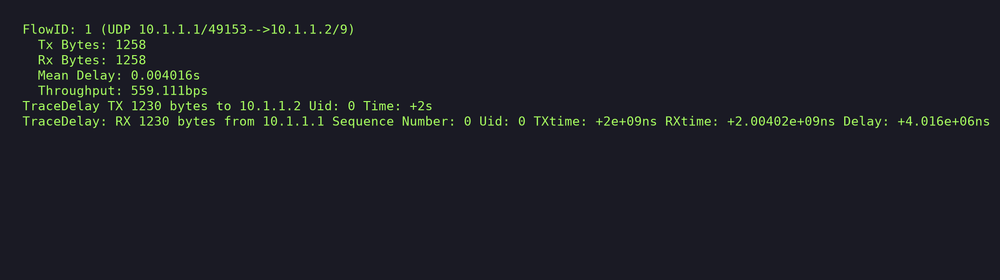 FlowID: 1 (UDP 10.1.1.1/49153-->10.1.1.2/9)
  Tx Bytes: 1258
  Rx Bytes: 1258
  Mean Delay: 0.004016s
  Throughput: 559.111bps
TraceDelay TX 1230 bytes to 10.1.1.2 Uid: 0 Time: +2s
TraceDelay: RX 1230 bytes from 10.1.1.1 Sequence Number: 0 Uid: 0 TXtime: +2e+09ns RXtime: +2.00402e+09ns Delay: +4.016e+06ns